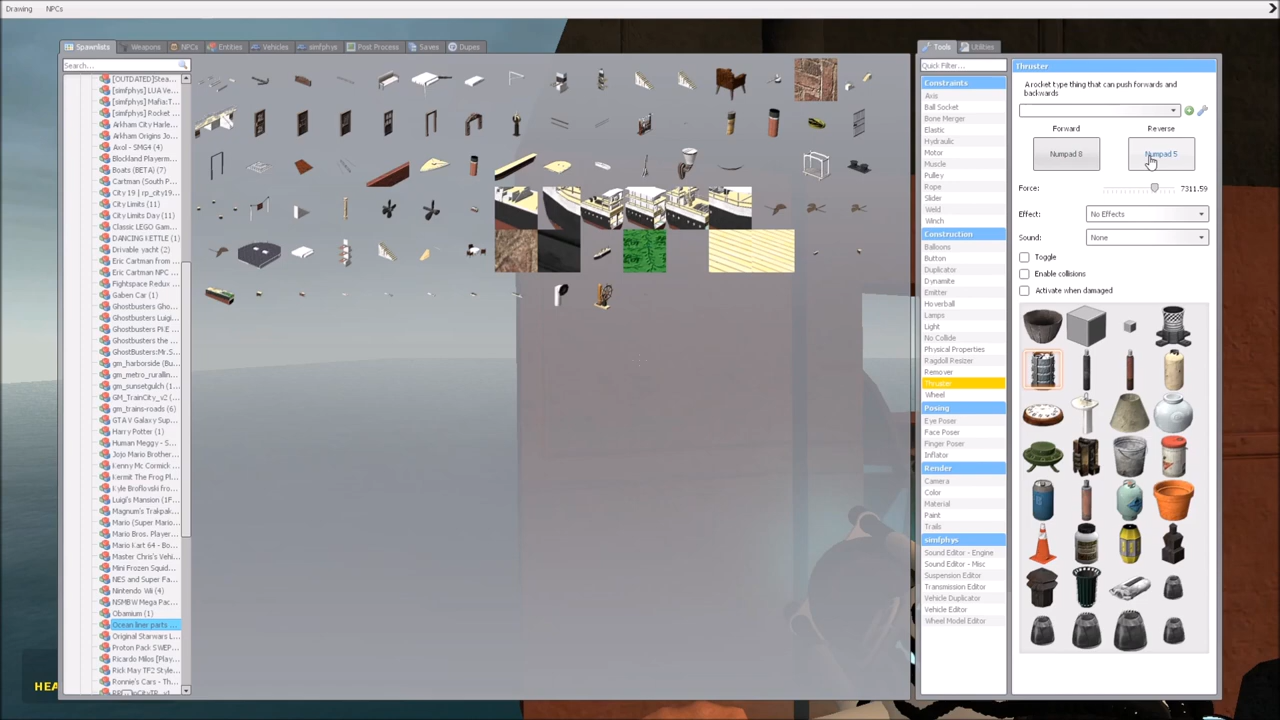 Drawing NPCs
Spawnlists Weapons NPCs Entities Vehicles simfphys Post Process Saves Dupes
Search...
[OUTDATED]Stea...
[simfphys] LUA Ve...
[simfphys] Mafia:T...
[simfphys] Rocket ...
Arkham City Harle...
Arkham Origins Jo...
Axol - SMG4 (1)
Blockland Playerm...
Boats (BETA) (7)
Cartman (South P...
City 19 | rp_city19...
City Limits (11)
City Limits Day (11)
Classic LEGO Gam...
DANCING KETTLE (1)
Drivable yacht (2)
Eric Cartman from ...
Eric Cartman NPC ...
Fightspace Redux ...
Gaben Car (1)
Ghostbusters Gho...
Ghostbusters Luigi...
Ghostbusters Pt.E...
Ghostbusters the ...
GhostBusters:Mr.S...
gm_harborside (Bu...
gm_metro_rurallin...
gm_sunsetgulch (1...
GM_TrainCity_v2 (...
gm_trains-roads (6)
GTA V Galaxy Sup...
Harry Potter (1)
Human Meggy - S...
Jojo Mario Brother...
Kenny Mc Cormick ...
Kermit The Frog Pl...
Kyle Broflovski fro...
Luigi's Mansion (1F...
Magnum's Trakpak...
Mario (Super Mario...
Mario Bros. Player...
Mario Kart 64 - Bo...
Master Chris's Vehi...
Mini Frozen Squid...
NES and Super Fa...
Nintendo Wii (4)
NSMBW Mega Pac...
Obamium (1)
Ocean liner parts ...
Original Starwars L...
Proton Pack SWEP...
Ricardo Milos [Play...
Rick May TF2 Style...
Ronnie's Cars - Th...
HEA
Tools Utilities
Quick Filter...
Constraints
Axis
Ball Socket
Bone Merger
Elastic
Hydraulic
Motor
Muscle
Pulley
Rope
Slider
Weld
Winch
Construction
Balloons
Button
Duplicator
Dynamite
Emitter
Hoverball
Lamps
Light
No Collide
Physical Properties
Ragdoll Resizer
Remover
Thruster
Wheel
Posing
Eye Poser
Face Poser
Finger Poser
Inflator
Render
Camera
Color
Material
Paint
Trails
simfphys
Sound Editor - Engine
Sound Editor - Misc
Suspension Editor
Transmission Editor
Vehicle Duplicator
Vehicle Editor
Wheel Model Editor
Thruster
A rocket type thing that can push forwards and
backwards
Forward Reverse
Numpad 8 Numpad 5
Force: 7311.59
Effect: No Effects
Sound: None
Toggle
Enable collisions
Activate when damaged